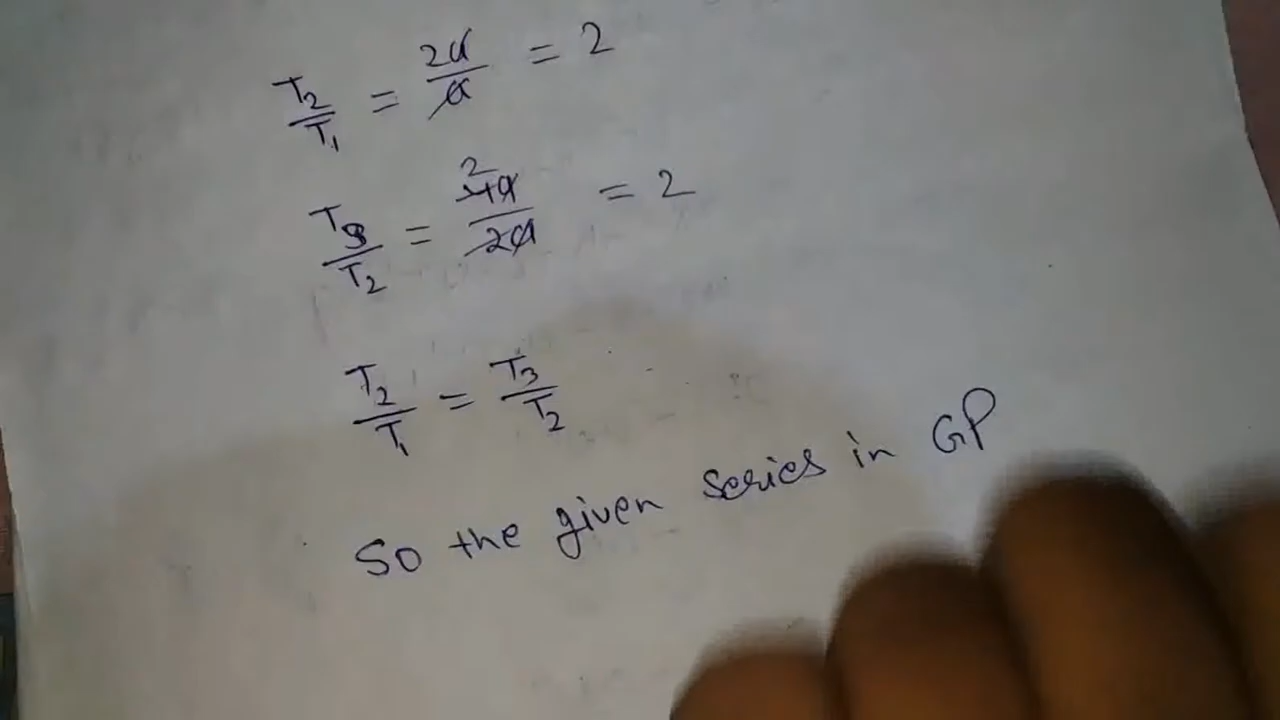 T2/T1 = 2a/a = 2
T3/T2 = 2 4a/2a = 2
T2/T1 = T3/T2
So the given series in GP